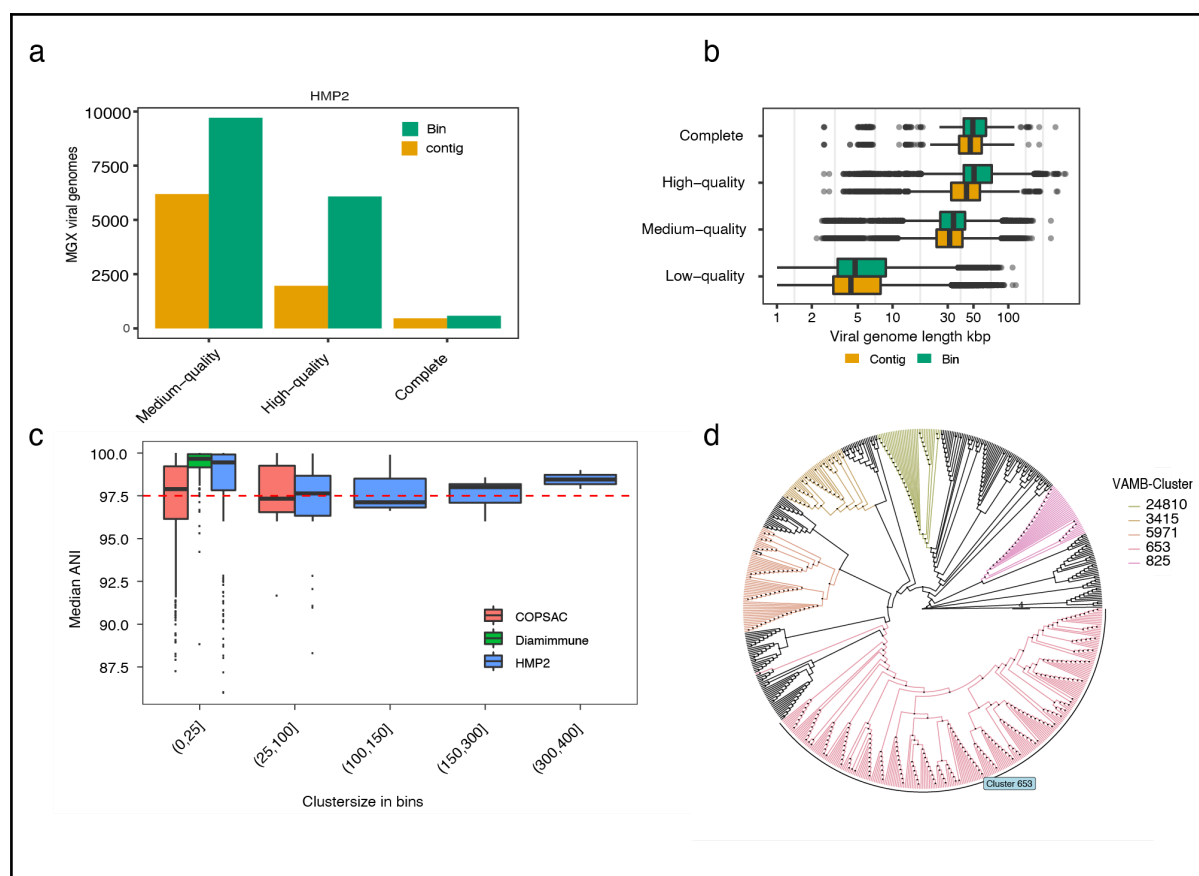 a
HMP2
MGX viral genomes
10000
7500
5000
2500
0
Bin
contig
Medium−quality
High−quality
Complete
b
Complete
High−quality
Medium−quality
Low−quality
1 2 5 10 30 50 100
Viral genome length kbp
Contig Bin
c
Median ANI
100.0
97.5
95.0
92.5
90.0
87.5
COPSAC
Diamimmune
HMP2
(0,25]
(25,100]
(100,150]
(150,300]
(300,400]
Clustersize in bins
d
VAMB-Cluster
24810
3415
5971
653
825
Cluster 653